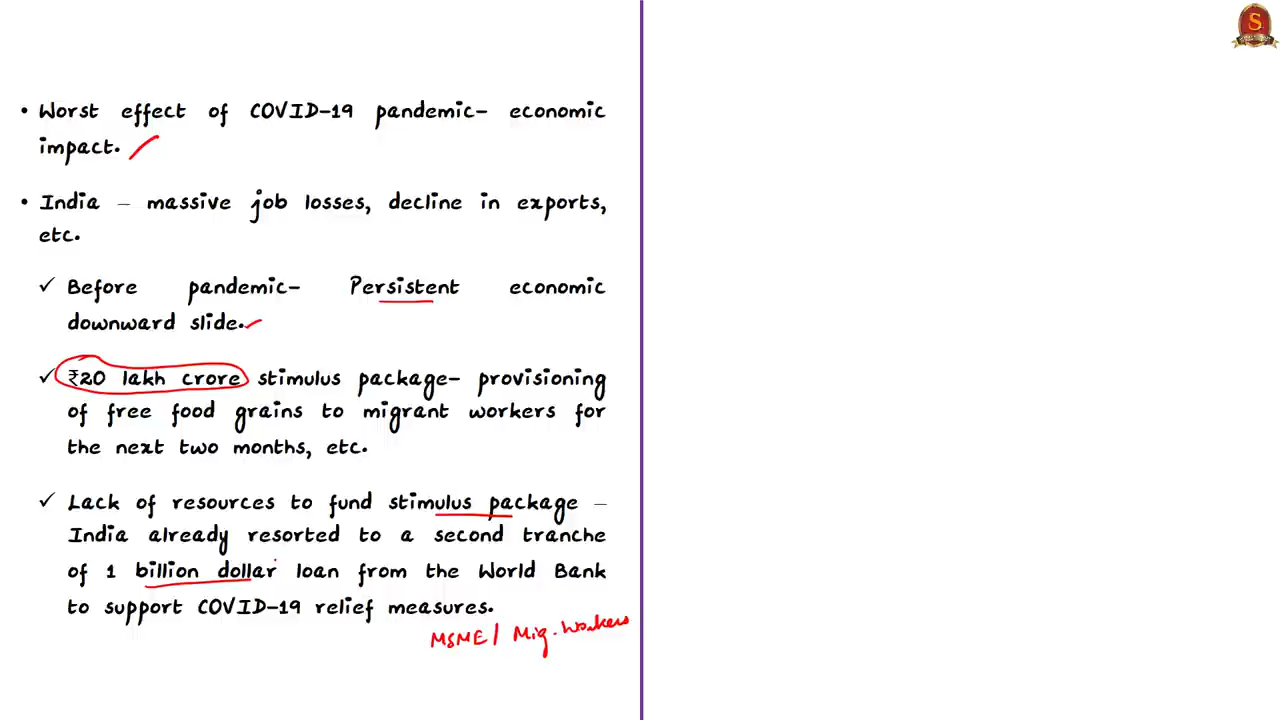 • Worst effect of COVID-19 pandemic- economic
impact.
• India – massive job losses, decline in exports,
etc.
✓ Before pandemic- Persistent economic
downward slide.
✓ ₹20 lakh crore stimulus package- provisioning
of free food grains to migrant workers for
the next two months, etc.
✓ Lack of resources to fund stimulus package –
India already resorted to a second tranche
of 1 billion dollar loan from the World Bank
to support COVID-19 relief measures.
MSME / Mig. Workers
S